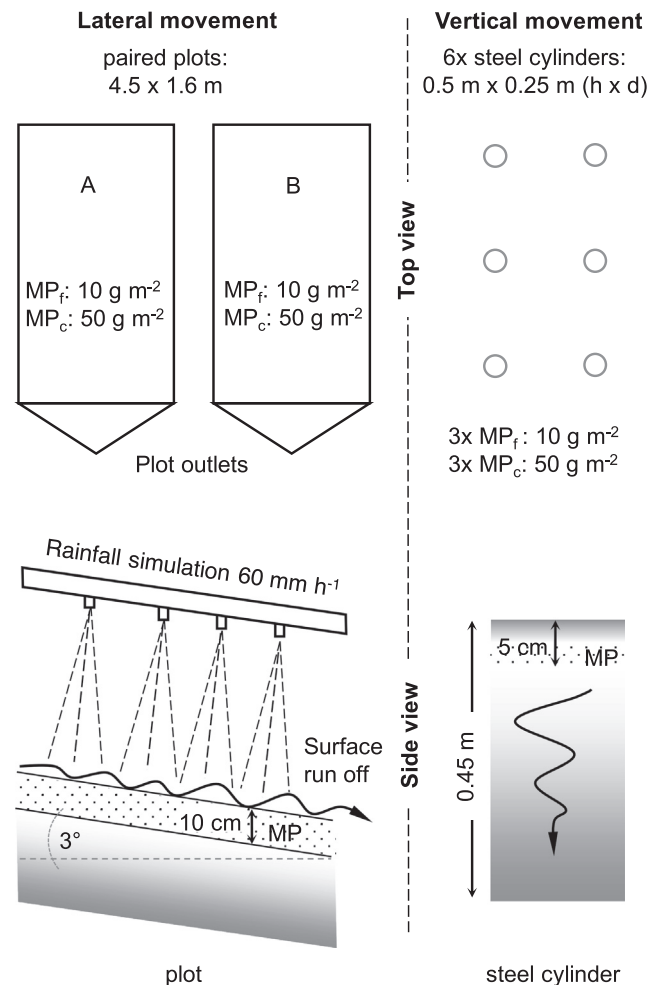 Lateral movement
paired plots:
4.5 x 1.6 m
A
MPf: 10 g m-2
MPc: 50 g m-2
B
MPf: 10 g m-2
MPc: 50 g m-2
Plot outlets
Top view
Vertical movement
6x steel cylinders:
0.5 m x 0.25 m (h x d)
3x MPf : 10 g m-2
3x MPc: 50 g m-2
Rainfall simulation 60 mm h-1
Surface
run off
10 cm
MP
3°
plot
Side view
5 cm
MP
0.45 m
steel cylinder